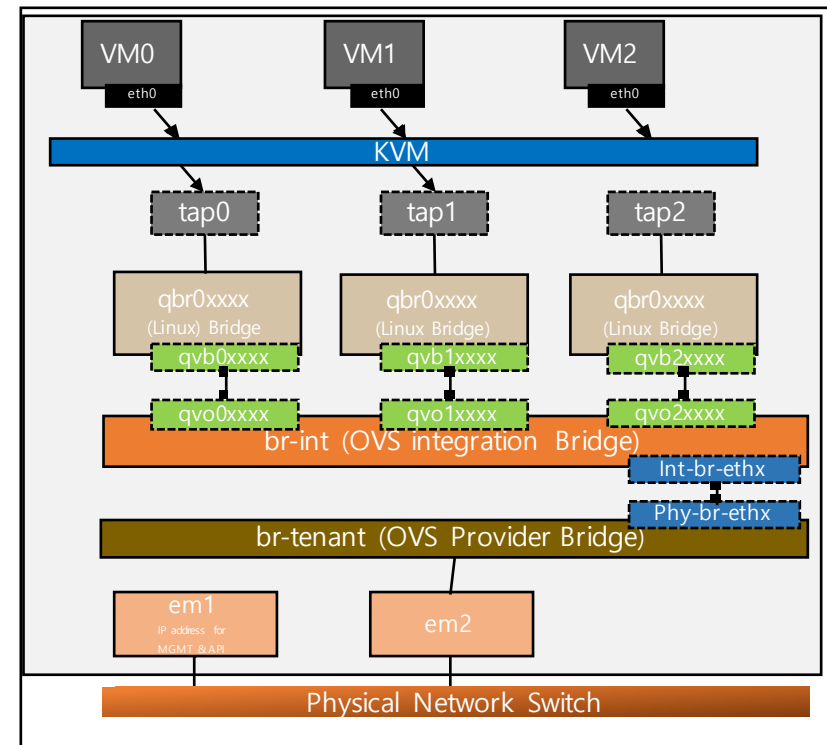 VM0
VM1
VM2
eth0
eth0
eth0
KVM
tap0
tap1
tap2
qbr0xxxx
(Linux) Bridge
qbr0xxxx
(Linux Bridge)
qbr0xxxx
(Linux Bridge)
qvb0xxxx
qvb1xxxx
qvb2xxxx
qvo0xxxx
qvo1xxxx
qvo2xxxx
br-int (OVS integration Bridge)
Int-br-ethx
Phy-br-ethx
br-tenant (OVS Provider Bridge)
em1
IP address for
MGMT & API
em2
Physical Network Switch